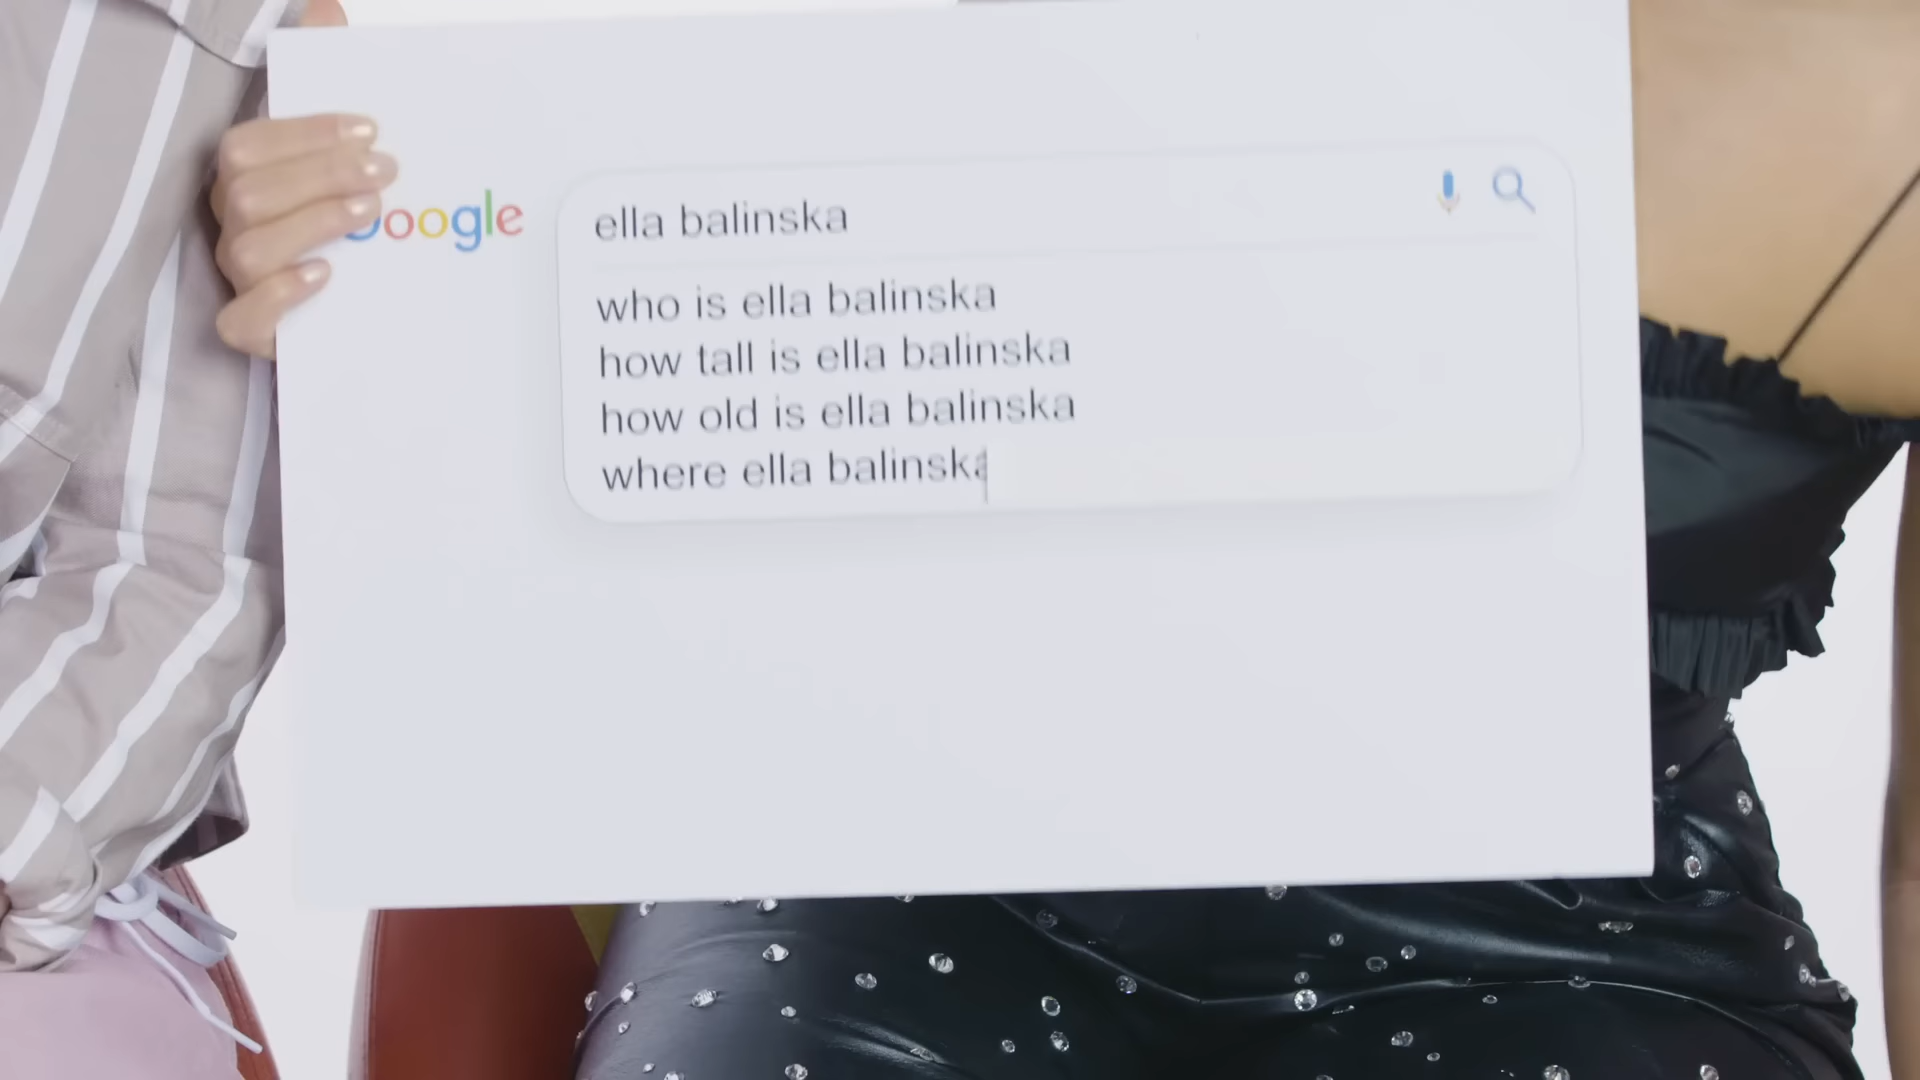 Google
ella balinska
who is ella balinska
how tall is ella balinska
how old is ella balinska
where ella balinska